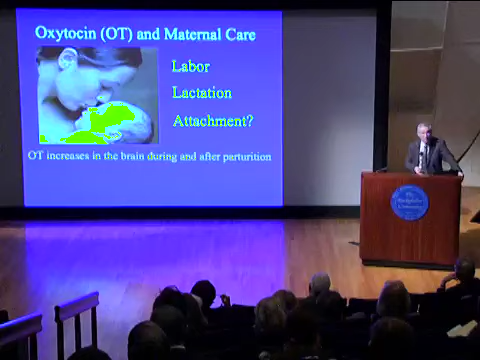 Oxytocin (OT) and Maternal Care
Labor
Lactation
Attachment?
OT increases in the brain during and after parturition